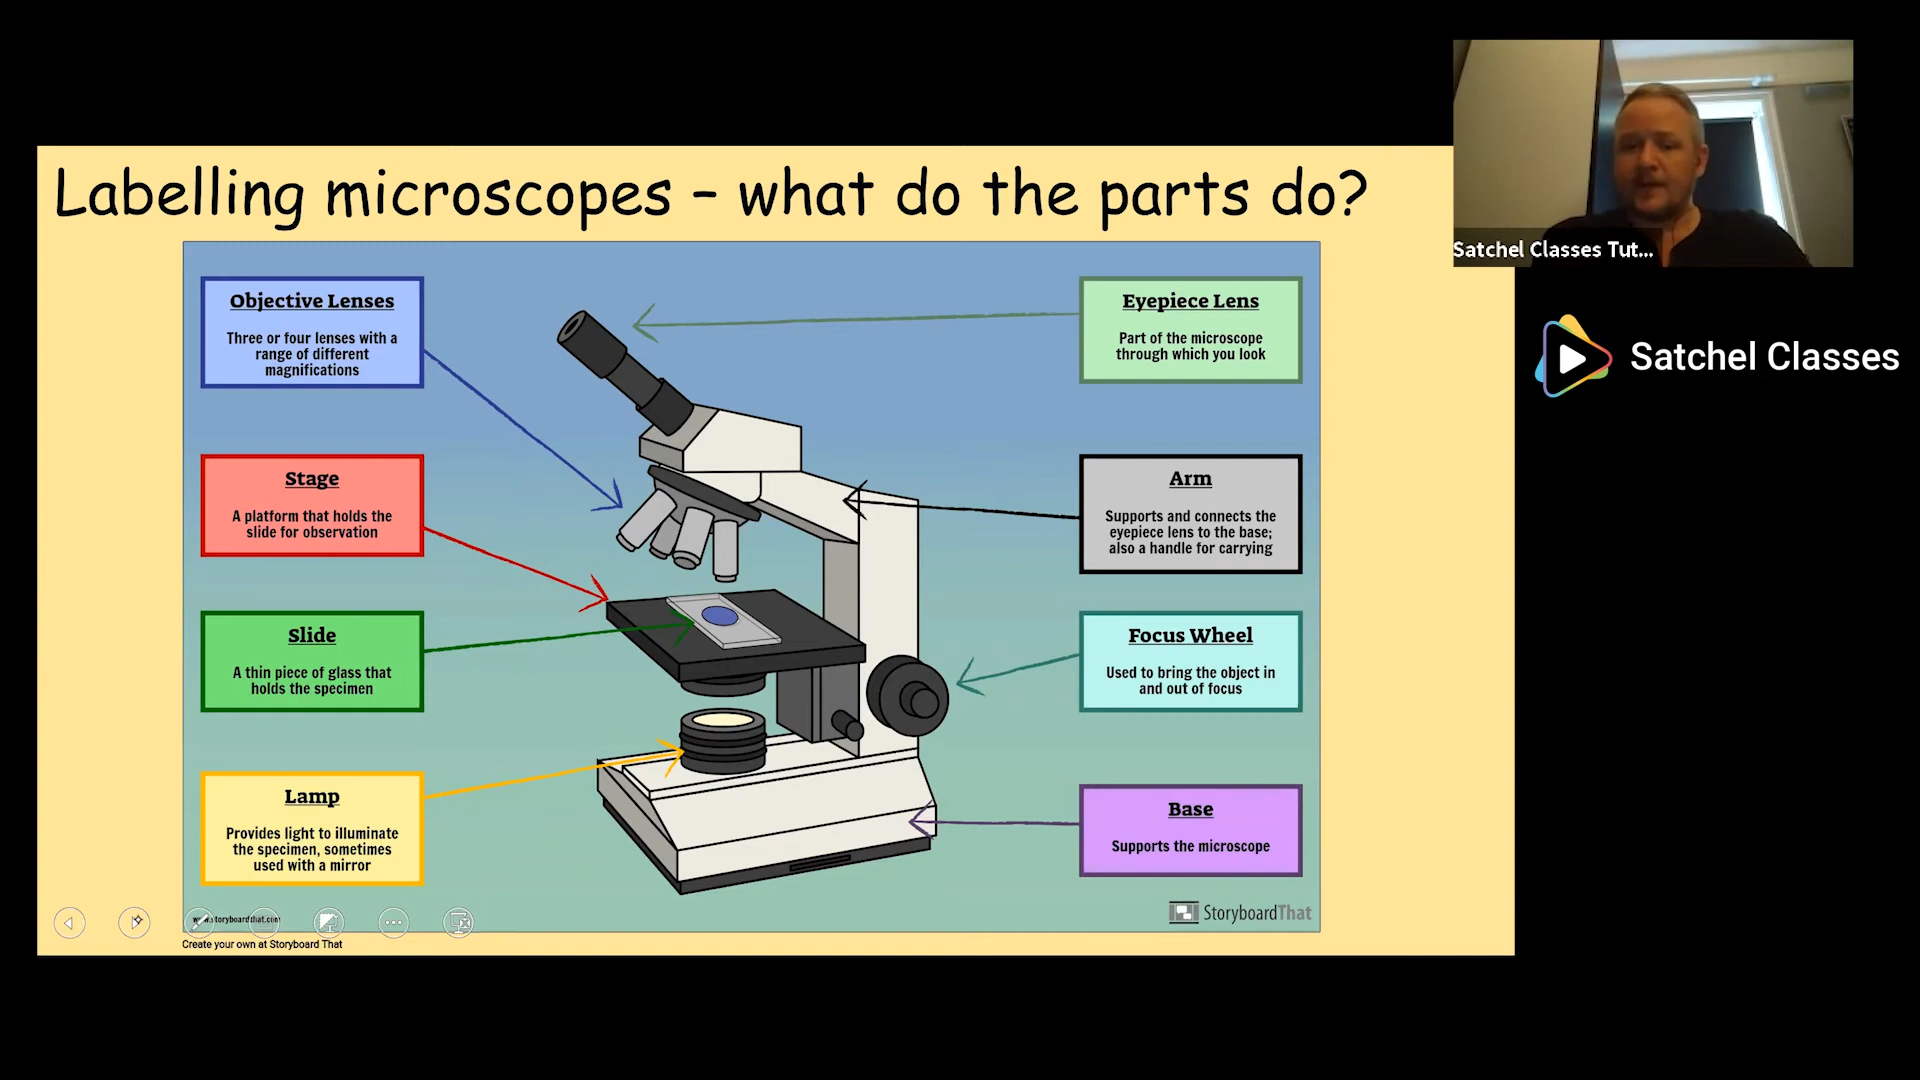 Labelling microscopes – what do the parts do?
Objective Lenses
Three or four lenses with a
range of different
magnifications
Stage
A platform that holds the
slide for observation
Slide
A thin piece of glass that
holds the specimen
Lamp
Provides light to illuminate
the specimen, sometimes
used with a mirror
Eyepiece Lens
Part of the microscope
through which you look
Arm
Supports and connects the
eyepiece lens to the base;
also a handle for carrying
Focus Wheel
Used to bring the object in
and out of focus
Base
Supports the microscope
www.storyboardthat.com
StoryboardThat
Create your own at Storyboard That
Satchel Classes Tut...
Satchel Classes